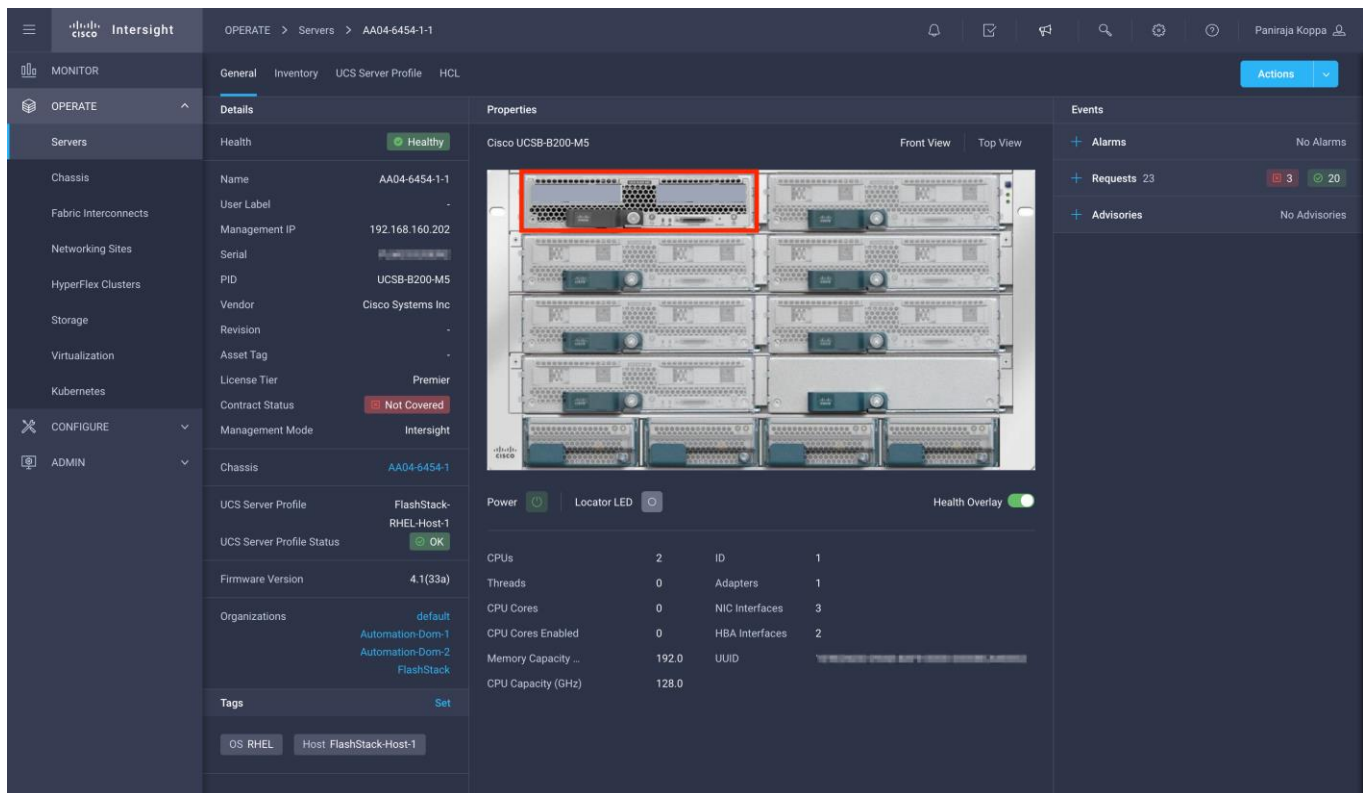 cisco Intersight
OPERATE > Servers > AA04-6454-1-1
Paniraja Koppa
MONITOR
OPERATE
Servers
Chassis
Fabric Interconnects
Networking Sites
HyperFlex Clusters
Storage
Virtualization
Kubernetes
CONFIGURE
ADMIN
General Inventory UCS Server Profile HCL
Actions
Details
Health Healthy
Name AA04-6454-1-1
User Label -
Management IP 192.168.160.202
Serial
PID UCSB-B200-M5
Vendor Cisco Systems Inc
Revision -
Asset Tag -
License Tier Premier
Contract Status Not Covered
Management Mode Intersight
Chassis AA04-6454-1
UCS Server Profile FlashStack-
RHEL-Host-1
UCS Server Profile Status OK
Firmware Version 4.1(33a)
Organizations default
Automation-Dom-1
Automation-Dom-2
FlashStack
Tags Set
OS RHEL Host FlashStack-Host-1
Properties
Cisco UCSB-B200-M5 Front View Top View
cisco
Power Locator LED Health Overlay
CPUs 2 ID 1
Threads 0 Adapters 1
CPU Cores 0 NIC Interfaces 3
CPU Cores Enabled 0 HBA Interfaces 2
Memory Capacity ... 192.0 UUID
CPU Capacity (GHz) 128.0
Events
+ Alarms No Alarms
+ Requests 23 3 20
+ Advisories No Advisories